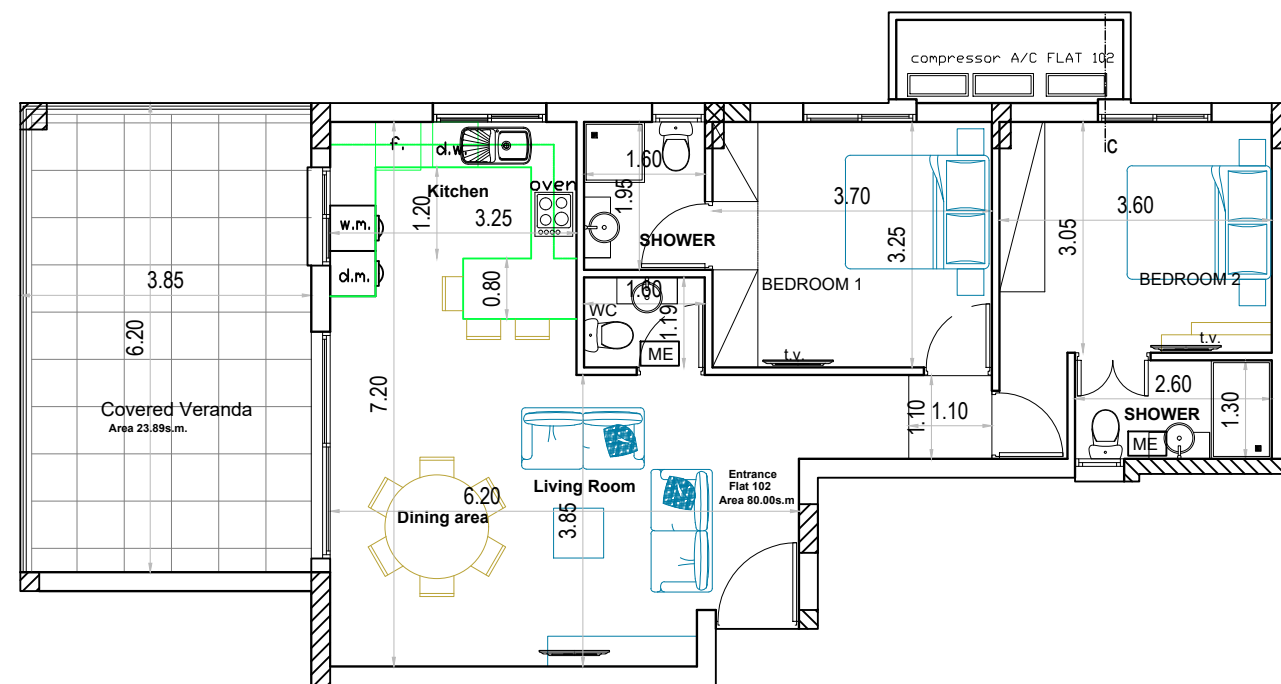 compressor A/C FLAT 102
f.
d.w.
Kitchen
oven
w.m.
d.m.
1.20
3.25
0.80
1.60
1.95
SHOWER
1.60
WC
1.19
ME
3.70
3.25
BEDROOM 1
t.v.
C
3.60
3.05
BEDROOM 2
t.v.
3.85
6.20
Covered Veranda
Area 23.89s.m.
7.20
1.10
1.10
2.60
1.30
SHOWER
ME
Entrance
Flat 102
Area 80.00s.m
Living Room
6.20
3.85
Dining area